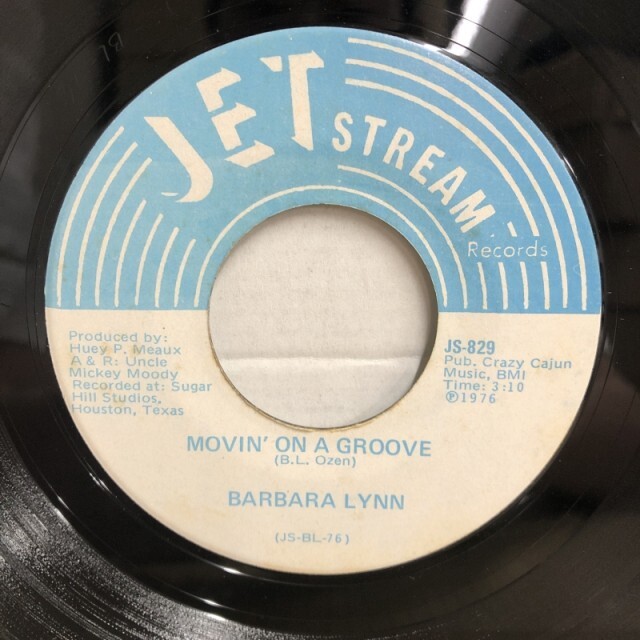 JET STREAM
Records
Produced by:
Huey P. Meaux
A & R: Uncle
Mickey Moody
Recorded at: Sugar
Hill Studios,
Houston, Texas
JS-829
Pub. Crazy Cajun
Music, BMI
Time: 3:10
℗1976
MOVIN' ON A GROOVE
(B.L. Ozen)
BARBARA LYNN
(JS-BL-76)